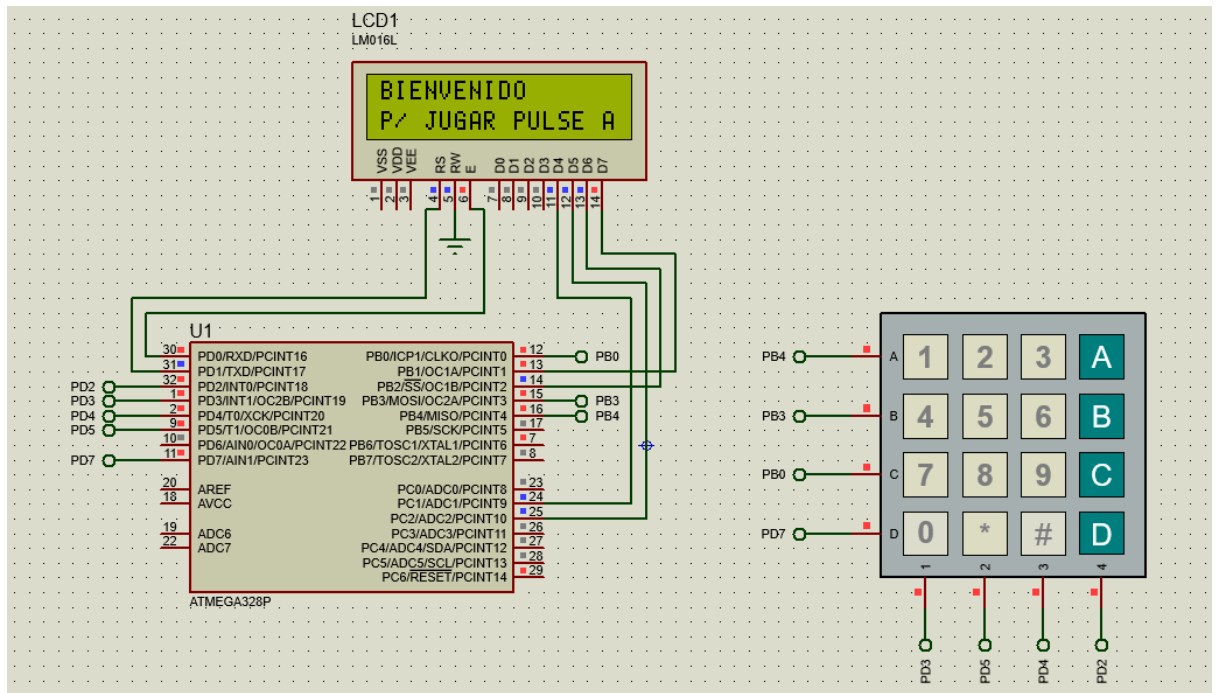 LCD1
LM016L
BIENVENIDO
P/ JUGAR PULSE A
VSS
VDD
VEE
RS
RW
E
D0
D1
D2
D3
D4
D5
D6
D7
1
2
3
4
5
6
7
8
9
10
11
12
13
14
U1
30 PD0/RXD/PCINT16 PB0/ICP1/CLKO/PCINT0 12 PB0
31 PD1/TXD/PCINT17 PB1/OC1A/PCINT1 13
PD2 32 PD2/INT0/PCINT18 PB2/SS/OC1B/PCINT2 14
PD3 1 PD3/INT1/OC2B/PCINT19 PB3/MOSI/OC2A/PCINT3 15 PB3
PD4 2 PD4/T0/XCK/PCINT20 PB4/MISO/PCINT4 16 PB4
PD5 9 PD5/T1/OC0B/PCINT21 PB5/SCK/PCINT5 17
10 PD6/AIN0/OC0A/PCINT22 PB6/TOSC1/XTAL1/PCINT6 7
PD7 11 PD7/AIN1/PCINT23 PB7/TOSC2/XTAL2/PCINT7 8
20 AREF PC0/ADC0/PCINT8 23
18 AVCC PC1/ADC1/PCINT9 24
PC2/ADC2/PCINT10 25
19 ADC6 PC3/ADC3/PCINT11 26
22 ADC7 PC4/ADC4/SDA/PCINT12 27
PC5/ADC5/SCL/PCINT13 28
PC6/RESET/PCINT14 29
ATMEGA328P
PB4 A 1 2 3 A
PB3 B 4 5 6 B
PB0 C 7 8 9 C
PD7 D 0 * # D
1 2 3 4
PD3 PD5 PD4 PD2